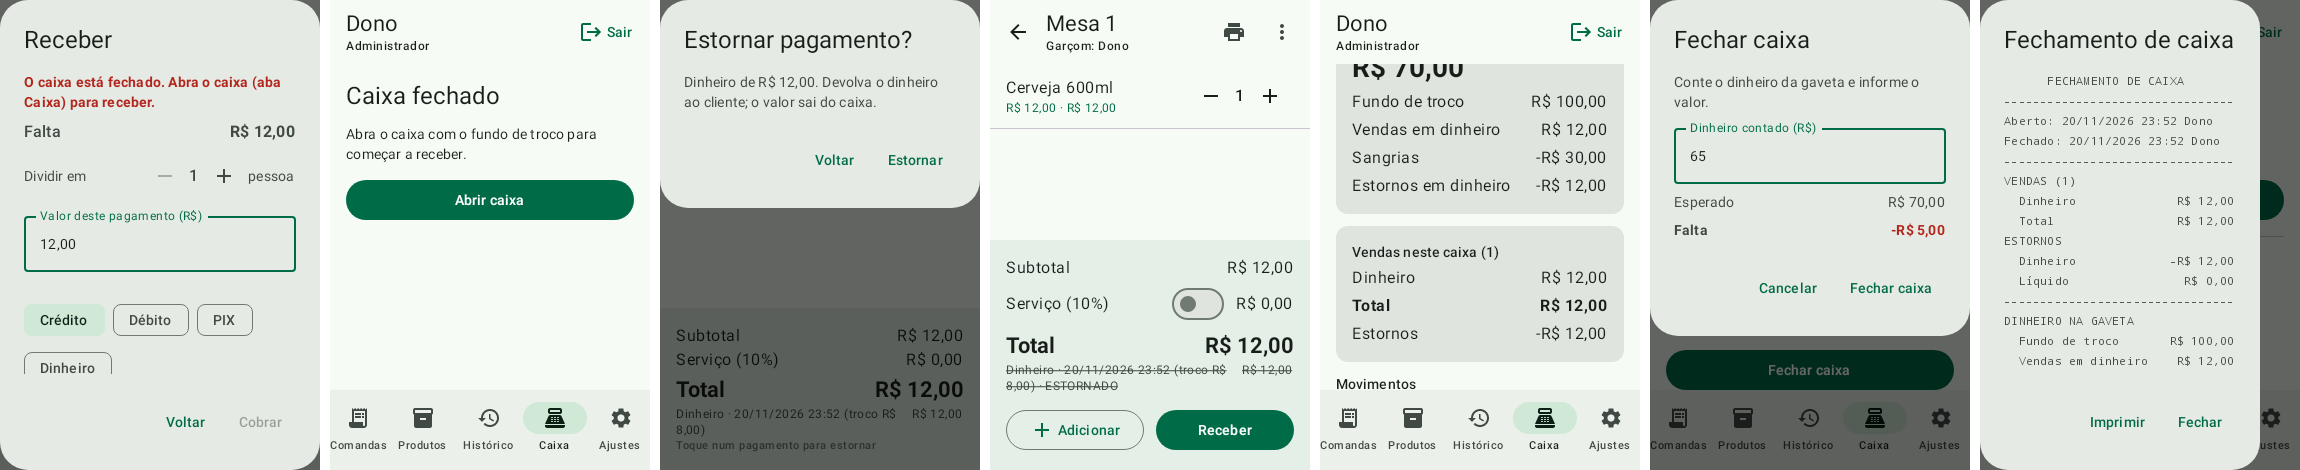 Receber
O caixa está fechado. Abra o caixa (aba
Caixa) para receber.
Falta R$ 12,00
Dividir em 1 pessoa
Valor deste pagamento (R$)
12,00
Crédito Débito PIX
Dinheiro
Voltar Cobrar
Dono
Administrador
Sair
Caixa fechado
Abra o caixa com o fundo de troco para
começar a receber.
Abrir caixa
Comandas Produtos Histórico Caixa Ajustes
Estornar pagamento?
Dinheiro de R$ 12,00. Devolva o dinheiro
ao cliente; o valor sai do caixa.
Voltar Estornar
Subtotal R$ 12,00
Serviço (10%) R$ 0,00
Total R$ 12,00
Dinheiro · 20/11/2026 23:52 (troco R$ R$ 12,00
8,00)
Toque num pagamento para estornar
Mesa 1
Garçom: Dono
Cerveja 600ml
R$ 12,00 · R$ 12,00
1
Subtotal R$ 12,00
Serviço (10%) R$ 0,00
Total R$ 12,00
Dinheiro · 20/11/2026 23:52 (troco R$ R$ 12,00
8,00) · ESTORNADO
Adicionar Receber
Dono
Administrador
Sair
R$ 70,00
Fundo de troco R$ 100,00
Vendas em dinheiro R$ 12,00
Sangrias -R$ 30,00
Estornos em dinheiro -R$ 12,00
Vendas neste caixa (1)
Dinheiro R$ 12,00
Total R$ 12,00
Estornos -R$ 12,00
Movimentos
Comandas Produtos Histórico Caixa Ajustes
Fechar caixa
Conte o dinheiro da gaveta e informe o
valor.
Dinheiro contado (R$)
65
Esperado R$ 70,00
Falta -R$ 5,00
Cancelar Fechar caixa
Fechar caixa
Comandas Produtos Histórico Caixa Ajustes
Fechamento de caixa
Sair
FECHAMENTO DE CAIXA
--------------------------------
Aberto: 20/11/2026 23:52 Dono
Fechado: 20/11/2026 23:52 Dono
--------------------------------
VENDAS (1)
Dinheiro R$ 12,00
Total R$ 12,00
ESTORNOS
Dinheiro -R$ 12,00
Líquido R$ 0,00
--------------------------------
DINHEIRO NA GAVETA
Fundo de troco R$ 100,00
Vendas em dinheiro R$ 12,00
Imprimir Fechar
ustes